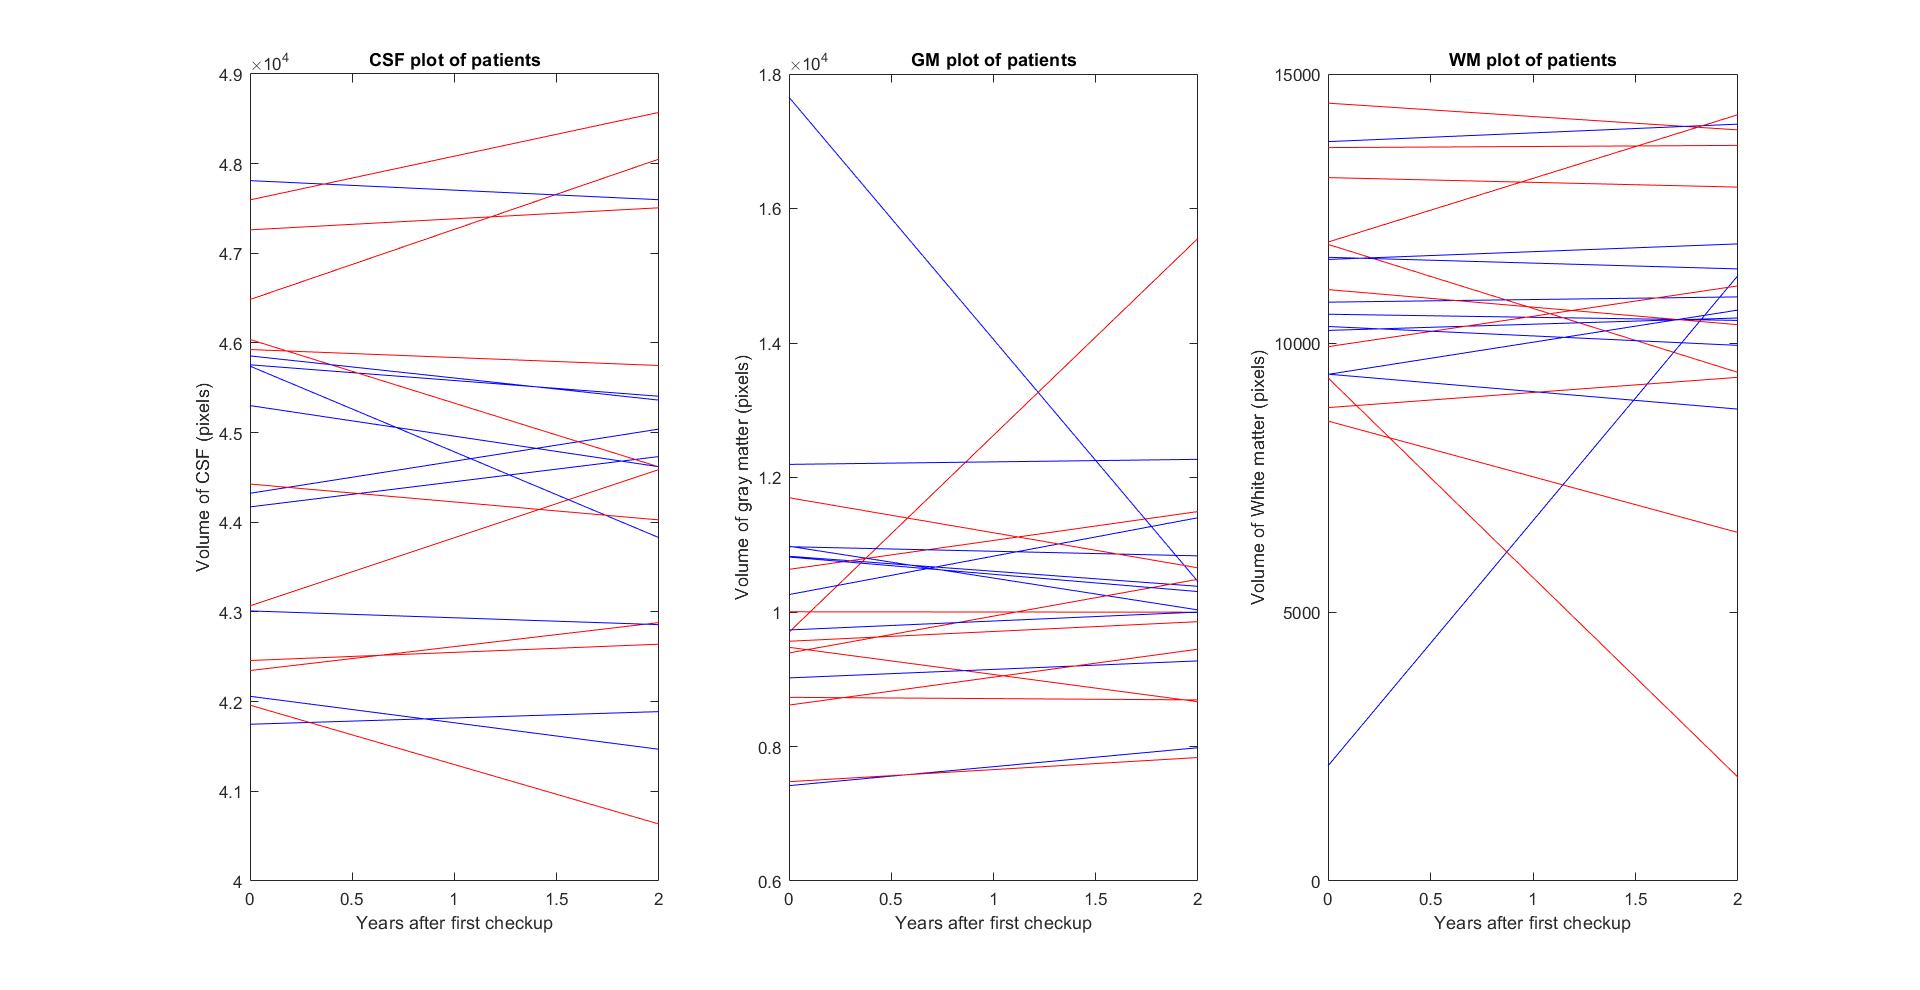 CSF plot of patients
×10⁴
4.9
4.8
4.7
4.6
4.5
4.4
4.3
4.2
4.1
4
0 0.5 1 1.5 2
Years after first checkup
Volume of CSF (pixels)
GM plot of patients
×10⁴
1.8
1.6
1.4
1.2
1
0.8
0.6
0 0.5 1 1.5 2
Years after first checkup
Volume of gray matter (pixels)
WM plot of patients
15000
10000
5000
0
0 0.5 1 1.5 2
Years after first checkup
Volume of White matter (pixels)